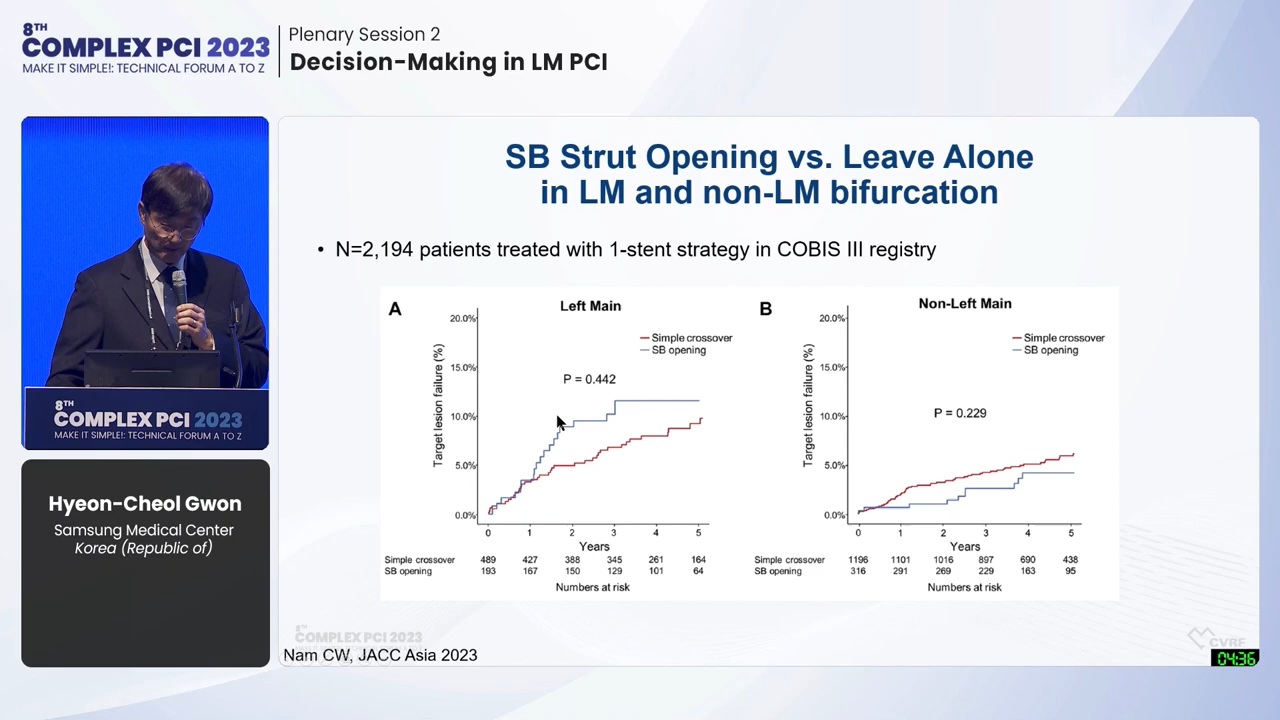 8TH
COMPLEX PCI 2023
MAKE IT SIMPLE!: TECHNICAL FORUM A TO Z
Plenary Session 2
Decision-Making in LM PCI
8TH
COMPLEX PCI 2023
MAKE IT SIMPLE!: TECHNICAL FORUM A TO Z
Hyeon-Cheol Gwon
Samsung Medical Center
Korea (Republic of)
SB Strut Opening vs. Leave Alone
in LM and non-LM bifurcation
• N=2,194 patients treated with 1-stent strategy in COBIS III registry
A
Left Main
Target lesion failure (%)
20.0%
15.0%
10.0%
5.0%
0.0%
Simple crossover
SB opening
P = 0.442
0 1 2 3 4 5
Years
Simple crossover 489 427 388 345 261 164
SB opening 193 167 150 129 101 64
Numbers at risk
B
Non-Left Main
Target lesion failure (%)
20.0%
15.0%
10.0%
5.0%
0.0%
Simple crossover
SB opening
P = 0.229
0 1 2 3 4 5
Years
Simple crossover 1196 1101 1016 897 690 438
SB opening 316 291 269 229 163 95
Numbers at risk
8TH
COMPLEX PCI 2023
Nam CW, JACC Asia 2023
CVRF
04:36